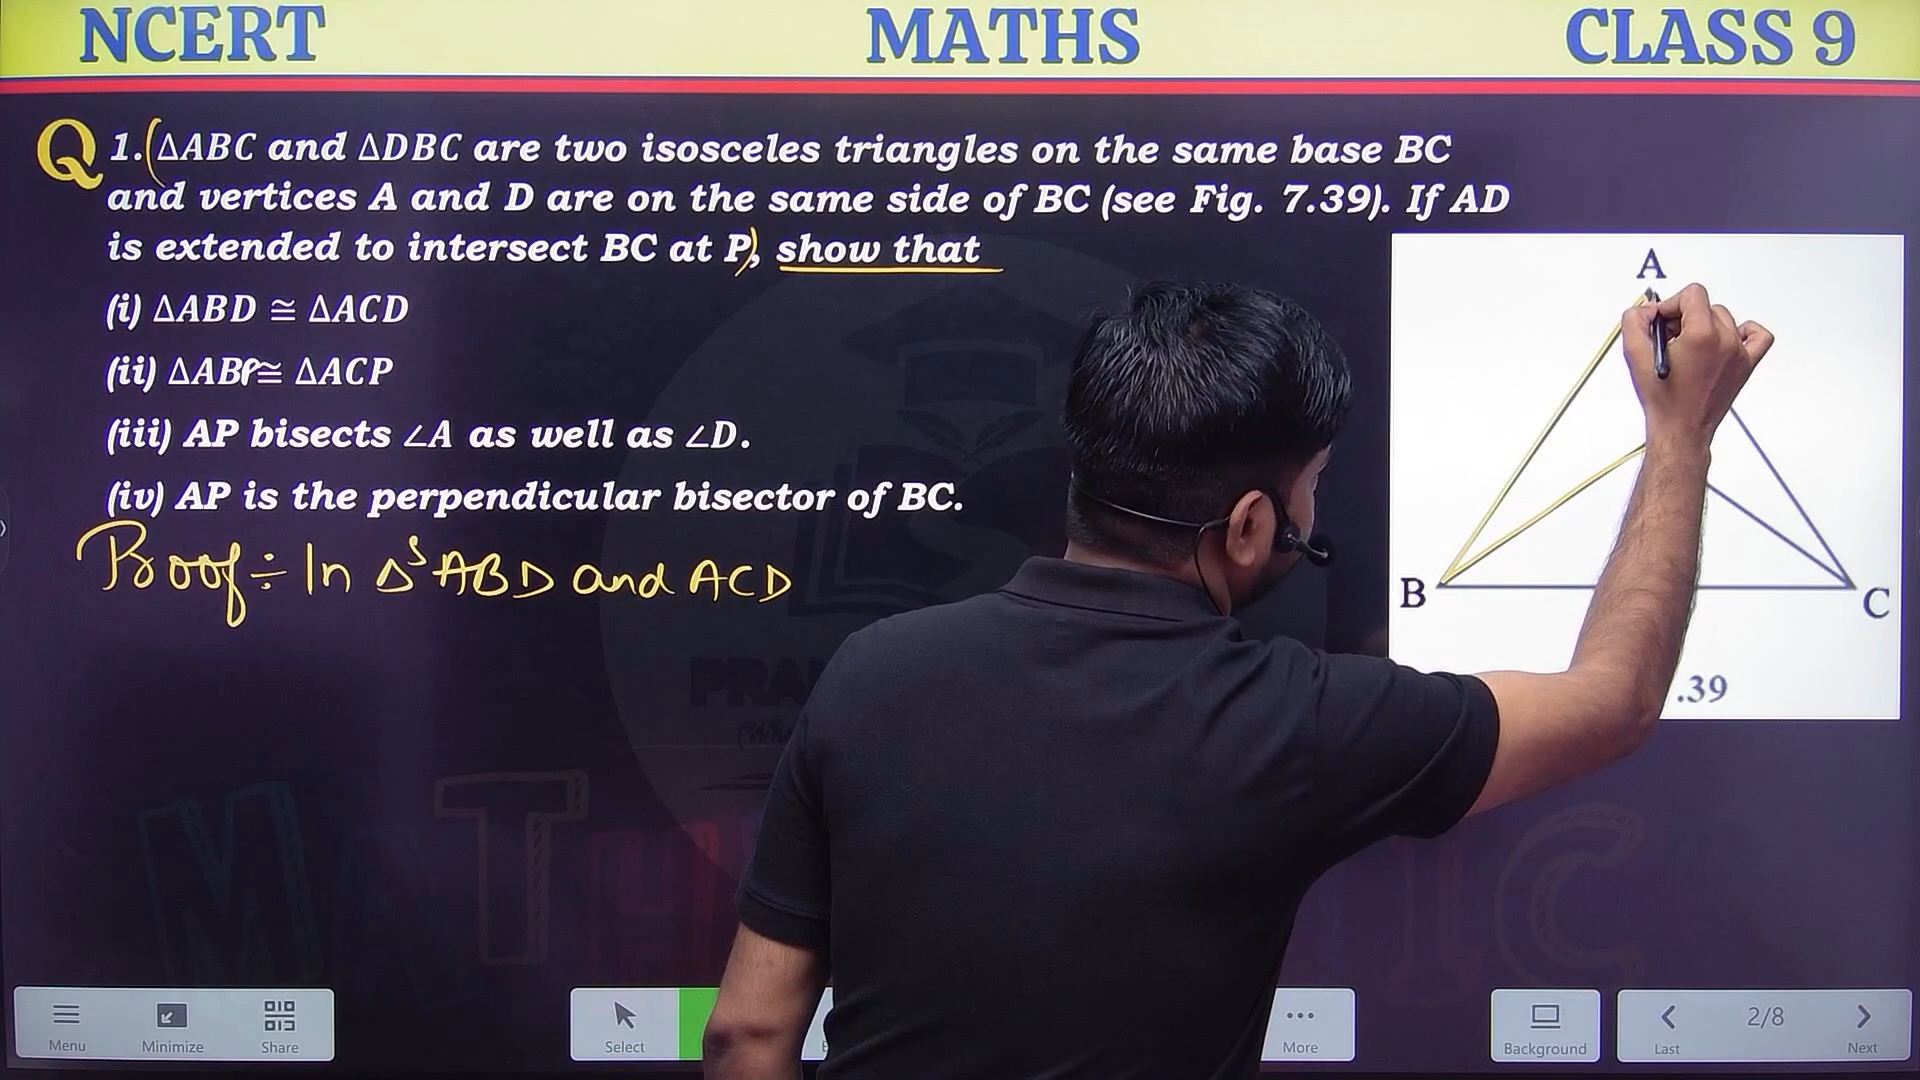 NCERT MATHS CLASS 9
Q 1. ΔABC and ΔDBC are two isosceles triangles on the same base BC
and vertices A and D are on the same side of BC (see Fig. 7.39). If AD
is extended to intersect BC at P, show that
(i) ΔABD ≅ ΔACD
(ii) ΔABP ≅ ΔACP
(iii) AP bisects ∠A as well as ∠D.
(iv) AP is the perpendicular bisector of BC.
Proof ÷ In Δˢ ABD and ACD
A
B
C
.39
PRA
MATH IC
Menu Minimize Share Select More Background Last 2/8 Next